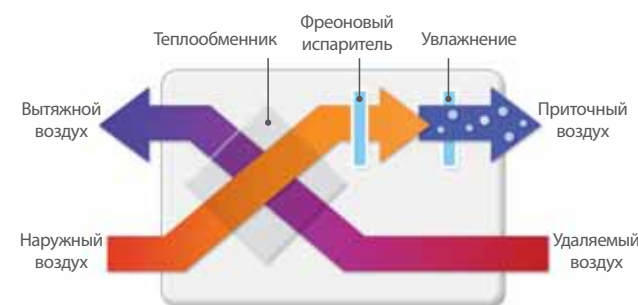 Теплообменник
Фреоновый
испаритель
Увлажнение
Вытяжной
воздух
Приточный
воздух
Наружный
воздух
Удаляемый
воздух